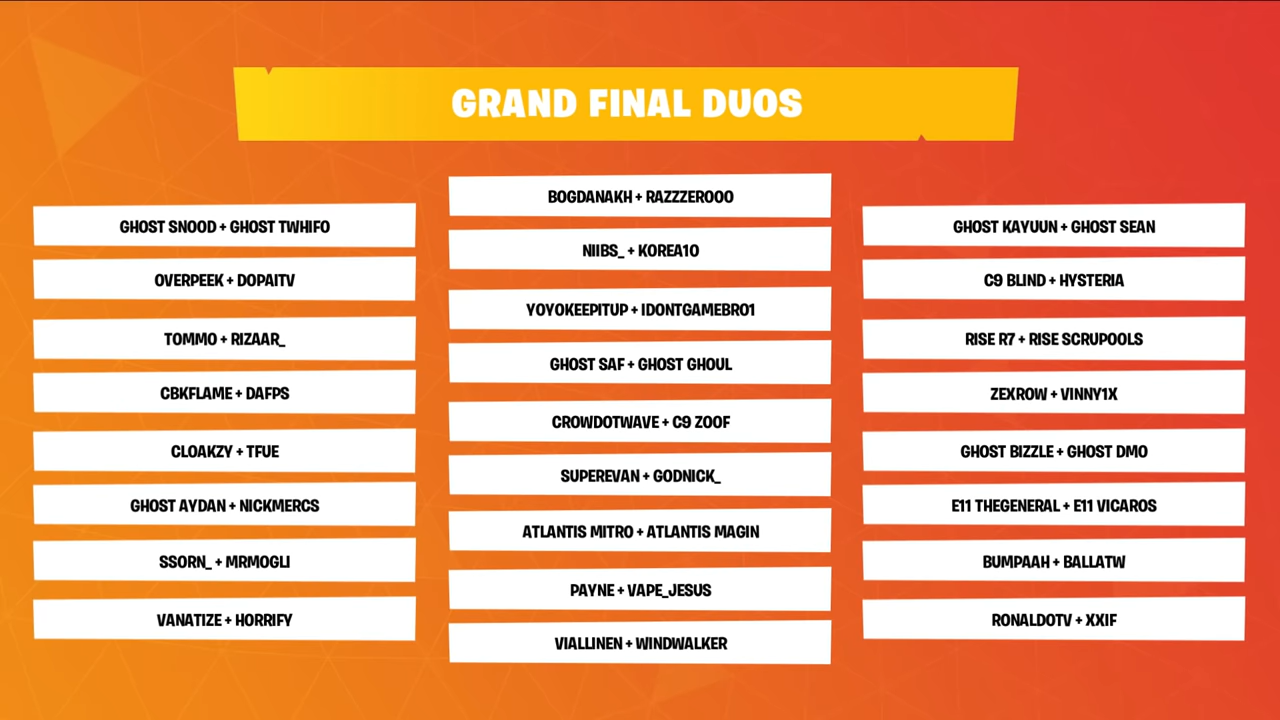 GRAND FINAL DUOS
GHOST SNOOD + GHOST TWHIFO
OVERPEEK + DOPAITV
TOMMO + RIZAAR_
CBKFLAME + DAFPS
CLOAKZY + TFUE
GHOST AYDAN + NICKMERCS
SSORN_ + MRMOGLI
VANATIZE + HORRIFY
BOGDANAKH + RAZZZEROOO
NIIBS_ + KOREA10
YOYOKEEPITUP + IDONTGAMEBRO1
GHOST SAF + GHOST GHOUL
CROWDOTWAVE + C9 ZOOF
SUPEREVAN + GODNICK_
ATLANTIS MITRO + ATLANTIS MAGIN
PAYNE + VAPE_JESUS
VIALLINEN + WINDWALKER
GHOST KAYUUN + GHOST SEAN
C9 BLIND + HYSTERIA
RISE R7 + RISE SCRUPOOLS
ZEXROW + VINNY1X
GHOST BIZZLE + GHOST DMO
E11 THEGENERAL + E11 VICAROS
BUMPAAH + BALLATW
RONALDOTV + XXIF